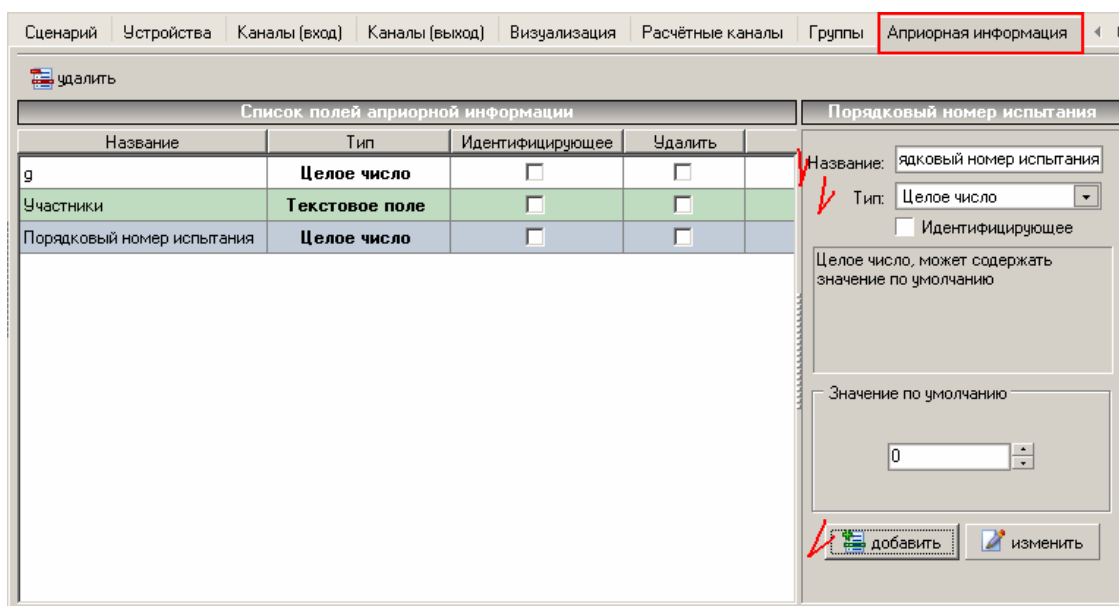 Сценарий Устройства Каналы (вход) Каналы (выход) Визуализация Расчётные каналы Группы Априорная информация
удалить
Список полей априорной информации
Название Тип Идентифицирующее Удалить
g Целое число
Участники Текстовое поле
Порядковый номер испытания Целое число
Порядковый номер испытания
Название: ядковый номер испытания
Тип: Целое число
Идентифицирующее
Целое число, может содержать
значение по умолчанию
Значение по умолчанию
0
добавить изменить